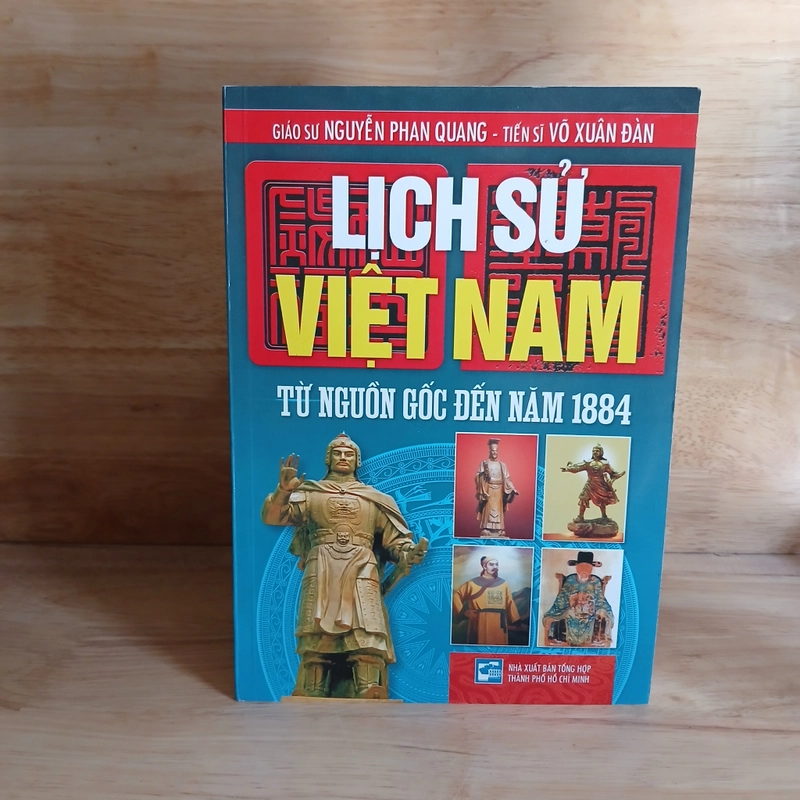 GIÁO SƯ NGUYỄN PHAN QUANG - TIẾN SĨ VÕ XUÂN ĐÀN
LỊCH SỬ
VIỆT NAM
TỪ NGUỒN GỐC ĐẾN NĂM 1884
NHÀ XUẤT BẢN TỔNG HỢP
THÀNH PHỐ HỒ CHÍ MINH